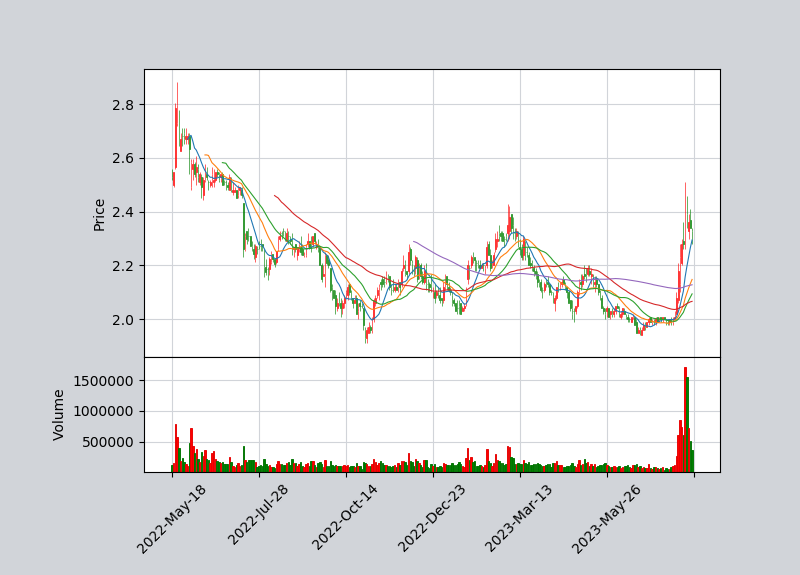 Price
2.8
2.6
2.4
2.2
2.0
Volume
1500000
1000000
500000
2022-May-18
2022-Jul-28
2022-Oct-14
2022-Dec-23
2023-Mar-13
2023-May-26